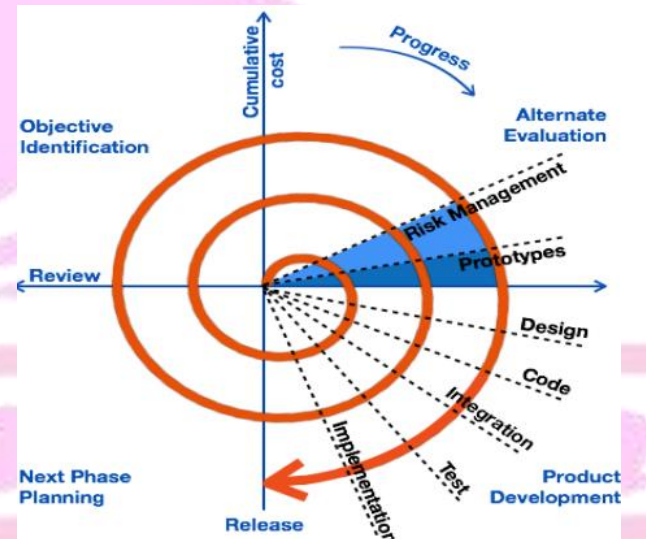 Cumulative
cost
Progress
Objective
Identification
Alternate
Evaluation
Risk Management
Prototypes
Review
Design
Code
Integration
Test
Implementation
Next Phase
Planning
Product
Development
Release